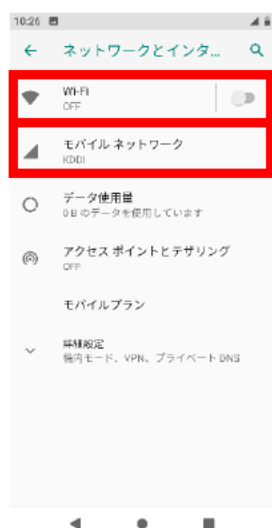 10:26
ネットワークとインタ...
Wi-Fi
OFF
モバイル ネットワーク
KDDI
データ使用量
0 B のデータを使用しています
アクセス ポイントとテザリング
OFF
モバイルプラン
詳細設定
機内モード、VPN、プライベート DNS